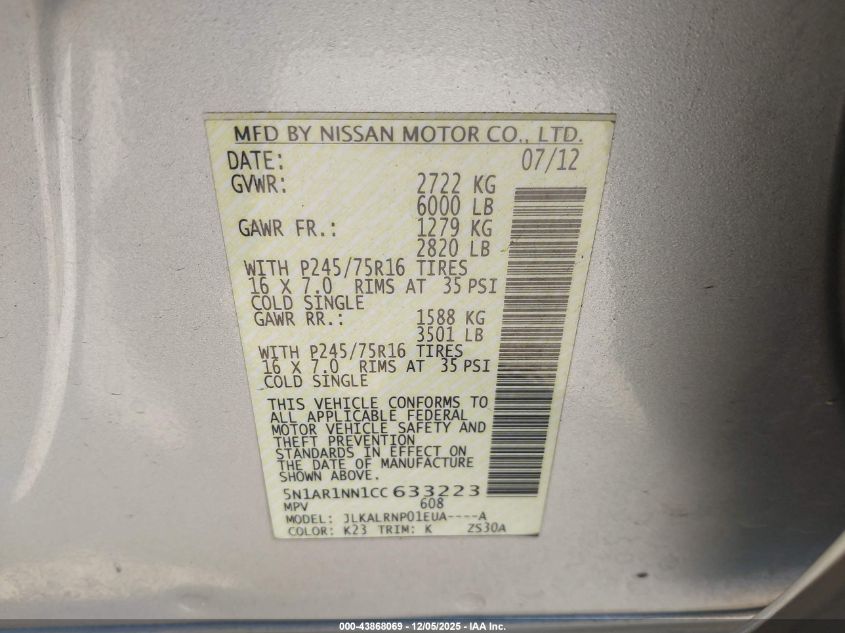 MFD BY NISSAN MOTOR CO., LTD.
DATE: 07/12
GVWR: 2722 KG
6000 LB
GAWR FR.: 1279 KG
2820 LB
WITH P245/75R16 TIRES
16 X 7.0 RIMS AT 35 PSI
COLD SINGLE
GAWR RR.: 1588 KG
3501 LB
WITH P245/75R16 TIRES
16 X 7.0 RIMS AT 35 PSI
COLD SINGLE
THIS VEHICLE CONFORMS TO
ALL APPLICABLE FEDERAL
MOTOR VEHICLE SAFETY AND
THEFT PREVENTION
STANDARDS IN EFFECT ON
THE DATE OF MANUFACTURE
SHOWN ABOVE.
5N1AR1NN1CC633223
MPV 608
MODEL: JLKALRNP01EUA----A
COLOR: K23 TRIM: K ZS30A
000-43868069 - 12/05/2025 - IAA Inc.